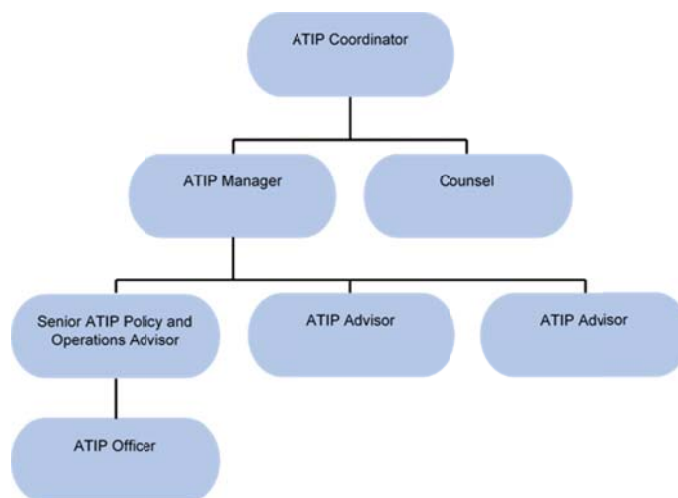 ATIP Coordinator
ATIP Manager
Counsel
Senior ATIP Policy and
Operations Advisor
ATIP Advisor
ATIP Advisor
ATIP Officer